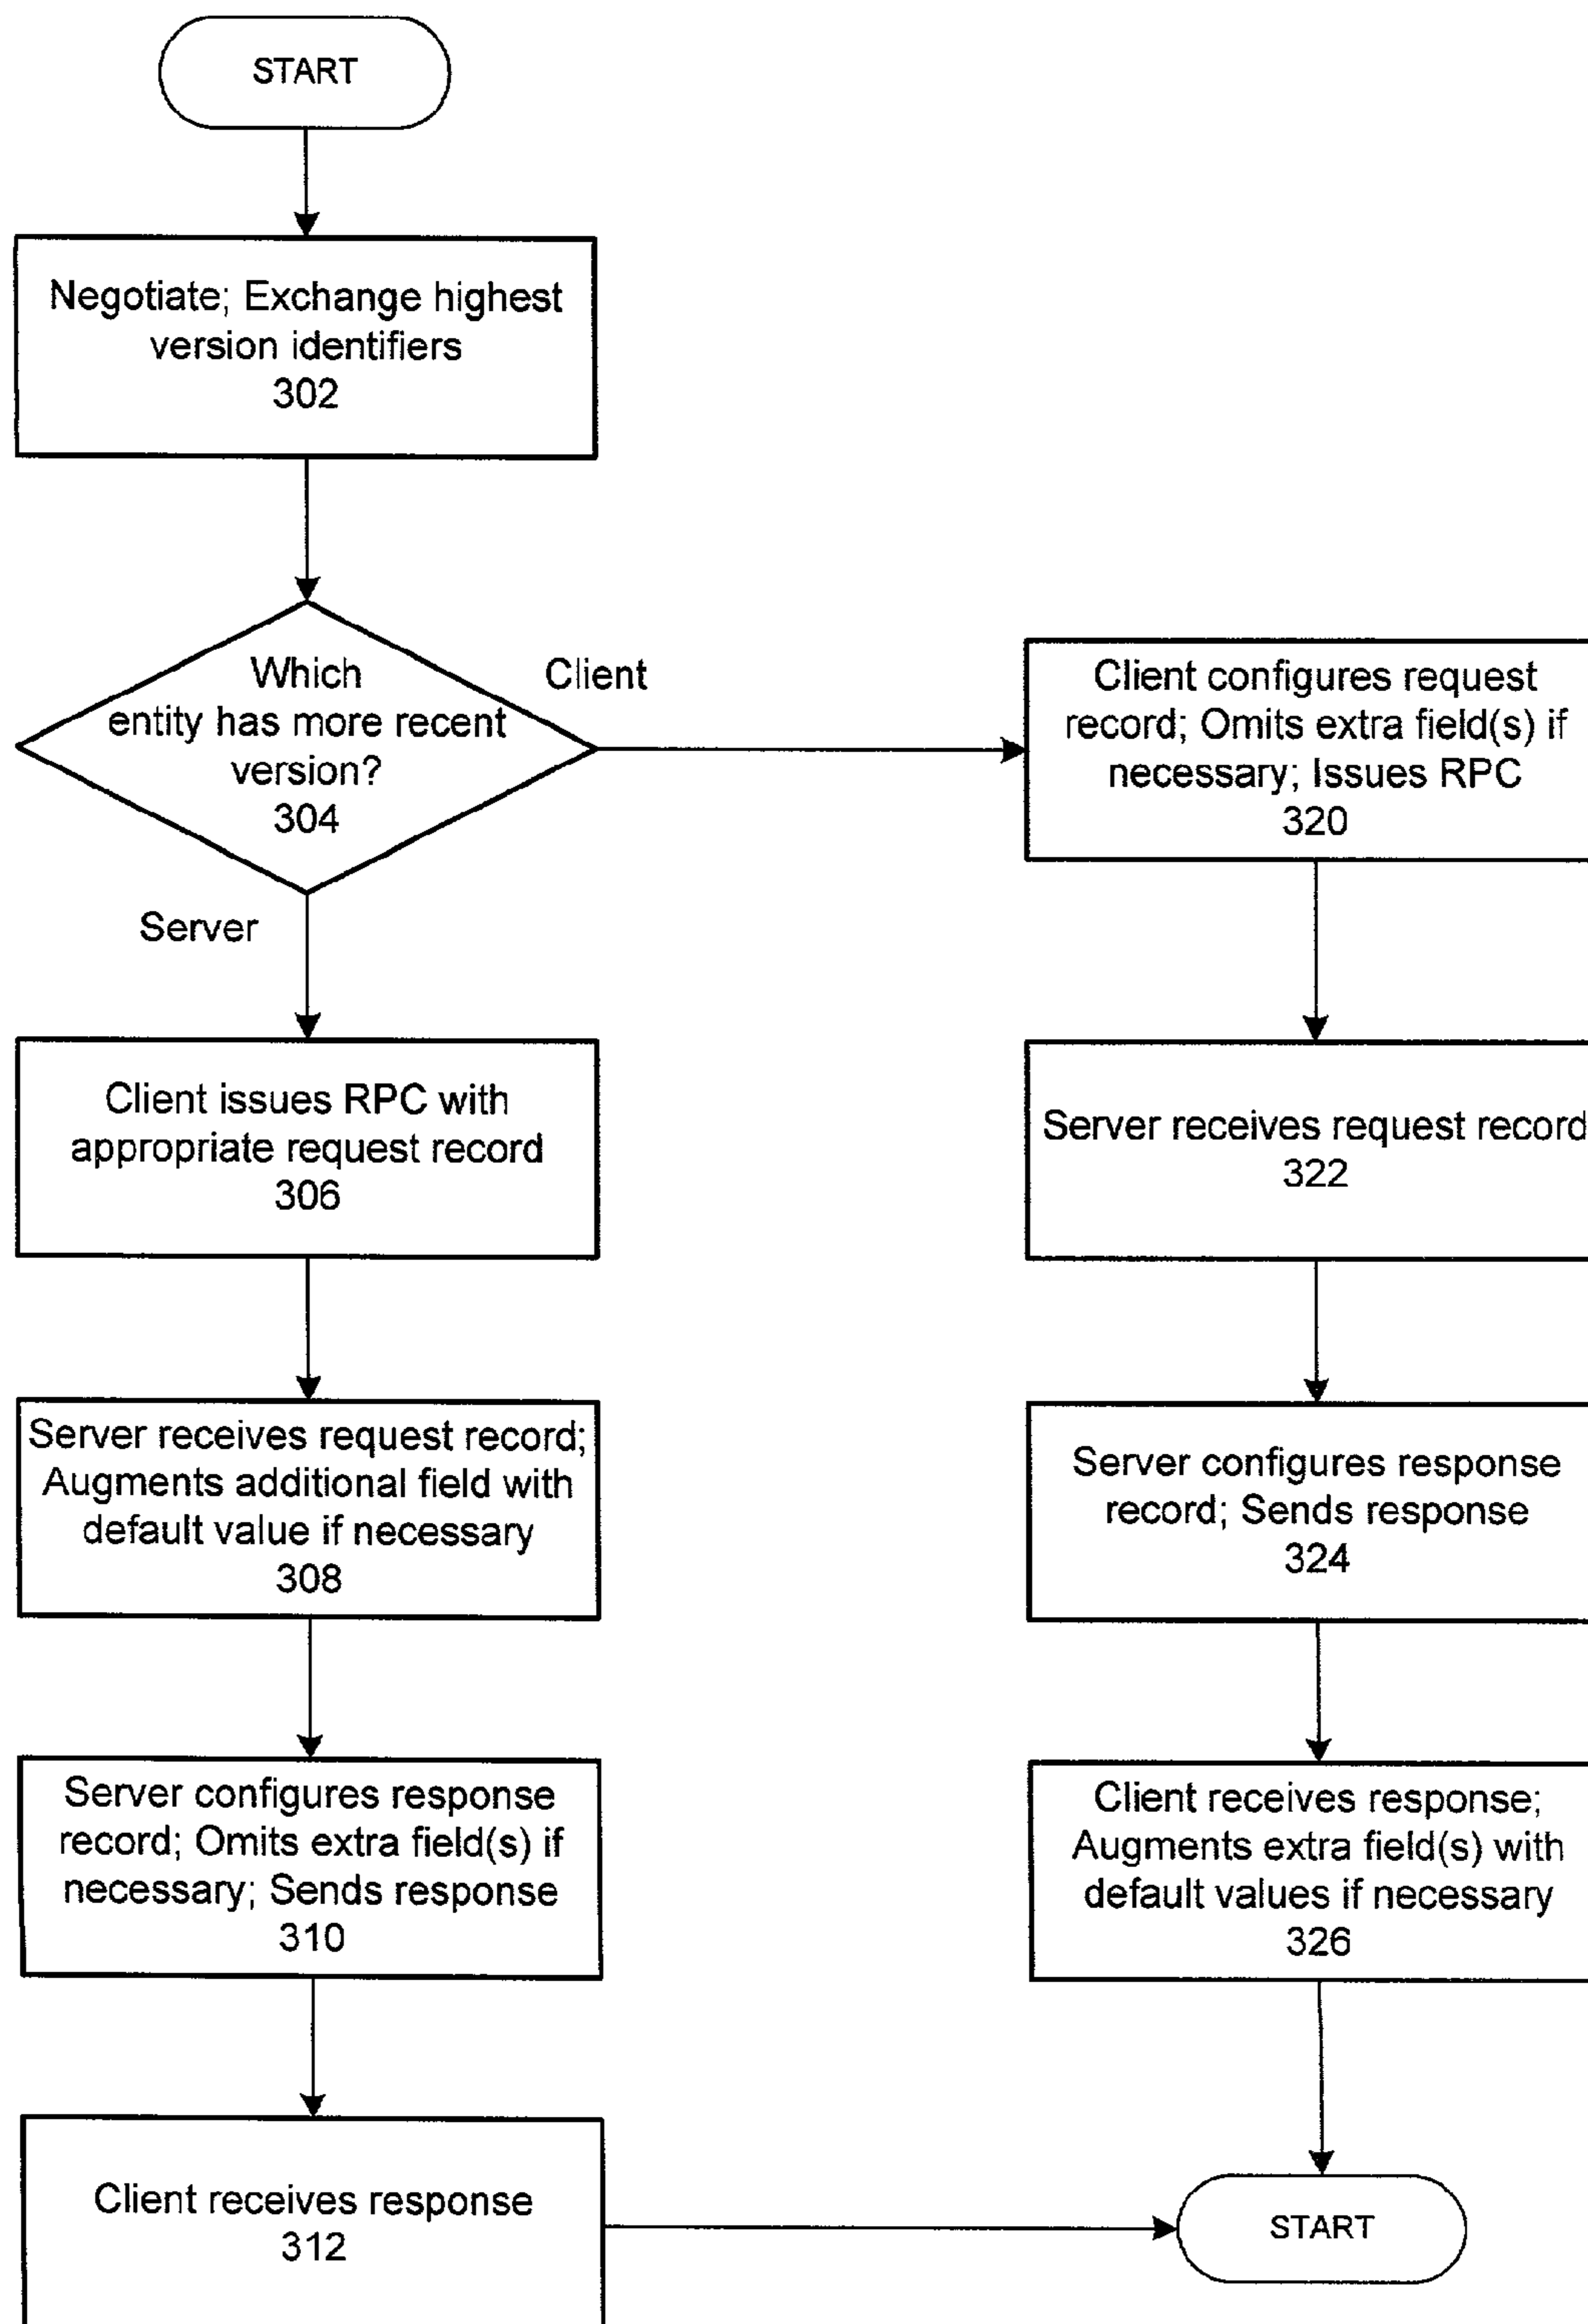 START
Negotiate; Exchange highest
version identifiers
302
Which
entity has more recent
version?
304
Client
Server
Client issues RPC with
appropriate request record
306
Server receives request record;
Augments additional field with
default value if necessary
308
Server configures response
record; Omits extra field(s) if
necessary; Sends response
310
Client receives response
312
Client configures request
record; Omits extra field(s) if
necessary; Issues RPC
320
Server receives request record
322
Server configures response
record; Sends response
324
Client receives response;
Augments extra field(s) with
default values if necessary
326
START